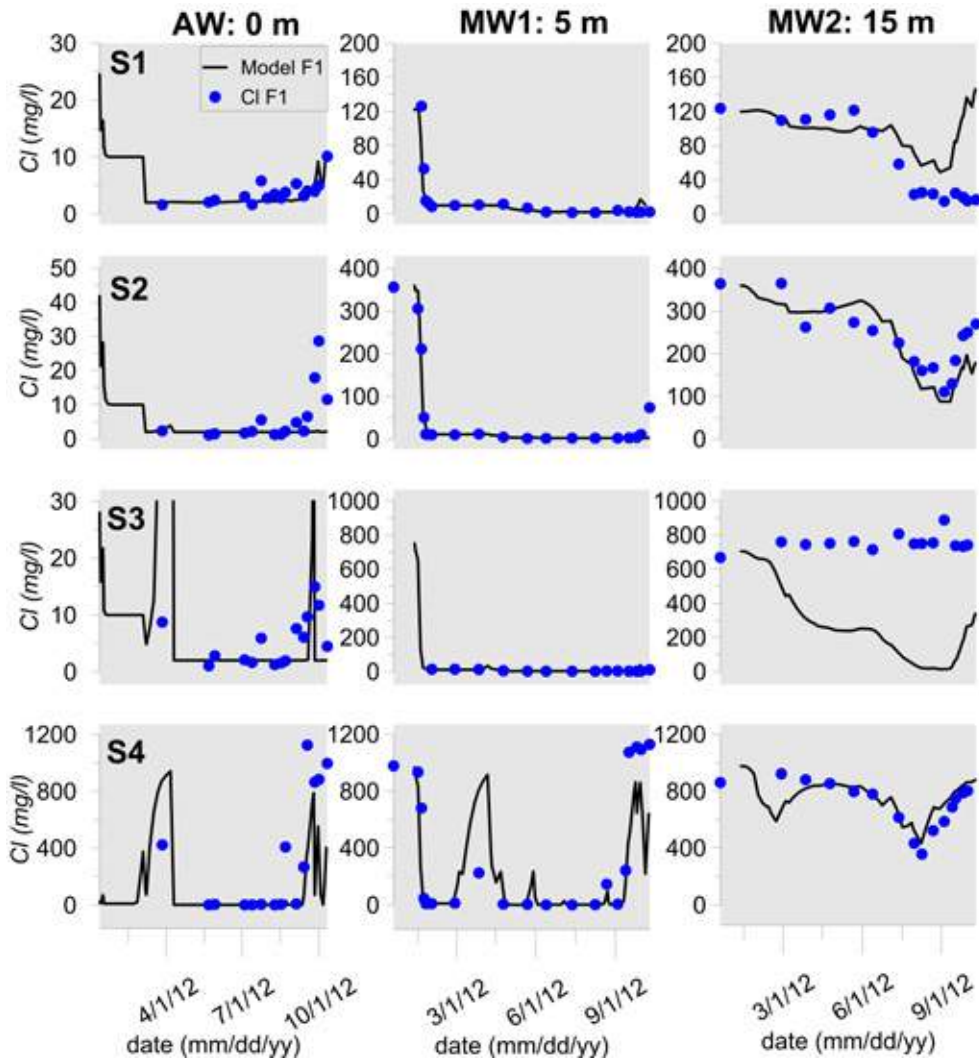 AW: 0 m MW1: 5 m MW2: 15 m
S1 Model F1 Cl F1
Cl (mg/l) 30 20 10 0
200 160 120 80 40 0
200 160 120 80 40 0
S2
Cl (mg/l) 50 40 30 20 10 0
400 300 200 100 0
400 300 200 100 0
S3
Cl (mg/l) 30 20 10 0
1000 800 600 400 200 0
1000 800 600 400 200 0
S4
Cl (mg/l) 1200 800 400 0
1200 800 400 0
1200 800 400 0
4/1/12 7/1/12 10/1/12 3/1/12 6/1/12 9/1/12 3/1/12 6/1/12 9/1/12
date (mm/dd/yy) date (mm/dd/yy) date (mm/dd/yy)